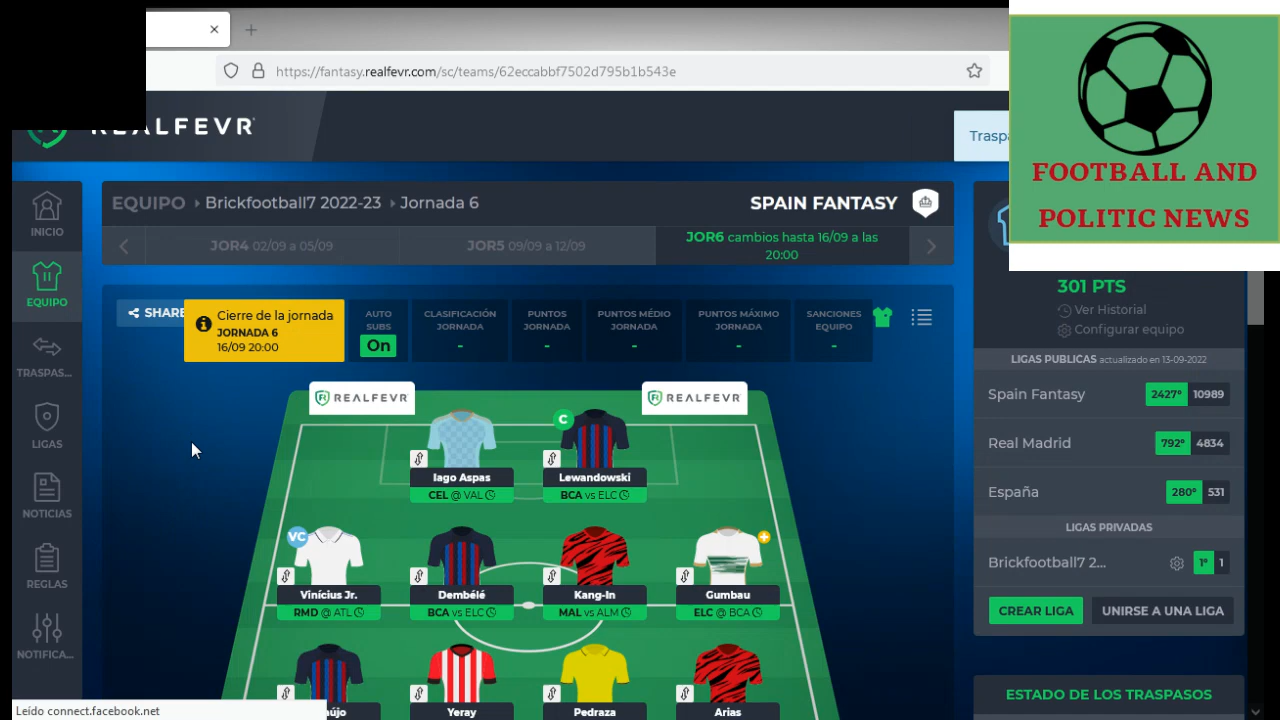 https://fantasy.realfevr.com/sc/teams/62eccabbf7502d795b1b543e
FOOTBALL AND
POLITIC NEWS
REALFEVR
INICIO
EQUIPO
TRASPAS...
LIGAS
NOTICIAS
REGLAS
NOTIFICA...
EQUIPO › Brickfootball7 2022-23 › Jornada 6
SPAIN FANTASY
JOR4 02/09 a 05/09
JOR5 09/09 a 12/09
JOR6 cambios hasta 16/09 a las
20:00
SHARE
Cierre de la jornada
JORNADA 6
16/09 20:00
AUTO
SUBS
On
CLASIFICACIÓN
JORNADA
-
PUNTOS
JORNADA
-
PUNTOS MÉDIO
JORNADA
-
PUNTOS MÁXIMO
JORNADA
-
SANCIONES
EQUIPO
-
REALFEVR
REALFEVR
C
Iago Aspas
CEL @ VAL
Lewandowski
BCA vs ELC
VC
Vinícius Jr.
RMD @ ATL
Dembélé
BCA vs ELC
Kang-In
MAL vs ALM
Gumbau
ELC @ BCA
Yeray
Pedraza
Arias
301 PTS
Ver Historial
Configurar equipo
LIGAS PUBLICAS actualizado en 13-09-2022
Spain Fantasy 2427º 10989
Real Madrid 792º 4834
España 280º 531
LIGAS PRIVADAS
Brickfootball7 2... 1º 1
CREAR LIGA
UNIRSE A UNA LIGA
ESTADO DE LOS TRASPASOS
Leído connect.facebook.net